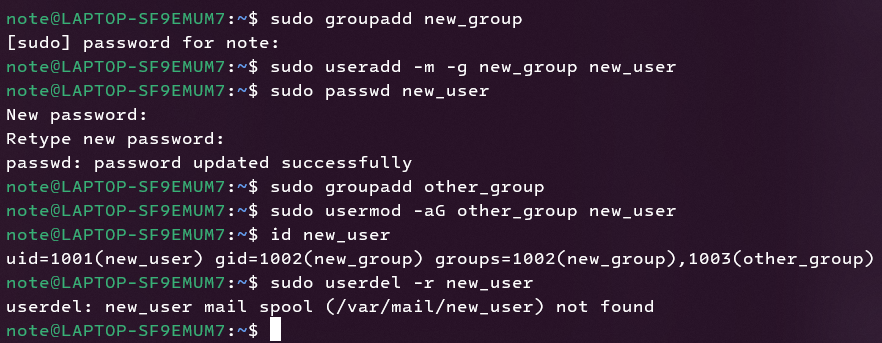 note@LAPTOP-SF9EMUM7:~$ sudo groupadd new_group
[sudo] password for note:
note@LAPTOP-SF9EMUM7:~$ sudo useradd -m -g new_group new_user
note@LAPTOP-SF9EMUM7:~$ sudo passwd new_user
New password:
Retype new password:
passwd: password updated successfully
note@LAPTOP-SF9EMUM7:~$ sudo groupadd other_group
note@LAPTOP-SF9EMUM7:~$ sudo usermod -aG other_group new_user
note@LAPTOP-SF9EMUM7:~$ id new_user
uid=1001(new_user) gid=1002(new_group) groups=1002(new_group),1003(other_group)
note@LAPTOP-SF9EMUM7:~$ sudo userdel -r new_user
userdel: new_user mail spool (/var/mail/new_user) not found
note@LAPTOP-SF9EMUM7:~$